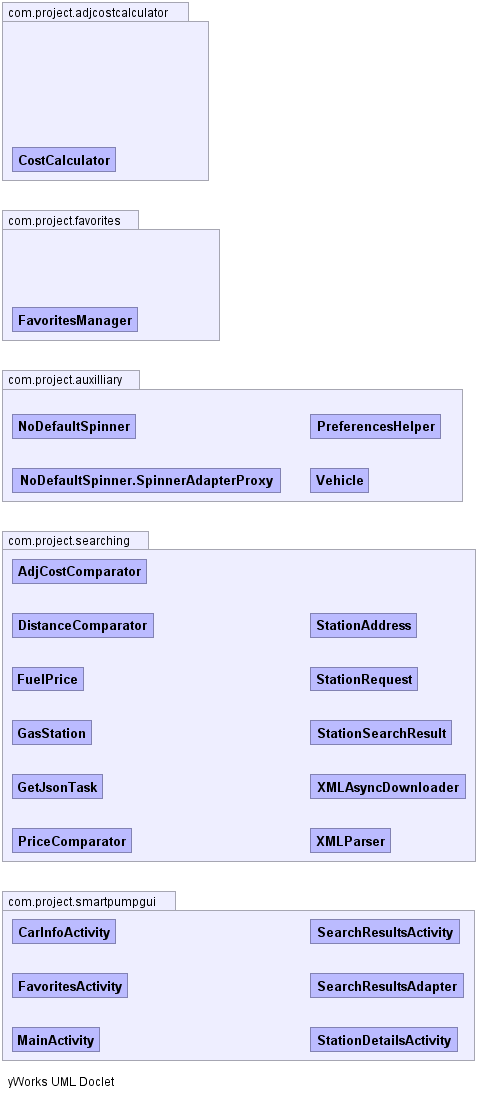 com.project.adjcostcalculator
CostCalculator
com.project.favorites
FavoritesManager
com.project.auxilliary
NoDefaultSpinner PreferencesHelper
NoDefaultSpinner.SpinnerAdapterProxy Vehicle
com.project.searching
AdjCostComparator
DistanceComparator StationAddress
FuelPrice StationRequest
GasStation StationSearchResult
GetJsonTask XMLAsyncDownloader
PriceComparator XMLParser
com.project.smartpumpgui
CarInfoActivity SearchResultsActivity
FavoritesActivity SearchResultsAdapter
MainActivity StationDetailsActivity
yWorks UML Doclet